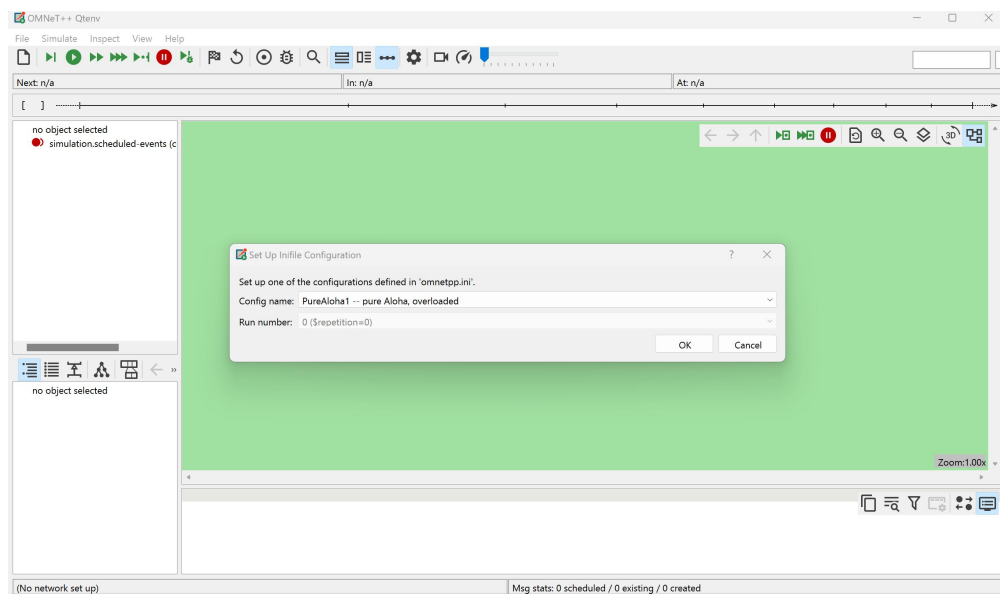 OMNeT++ Qtenv
File Simulate Inspect View Help
Next: n/a
In: n/a
At: n/a
[ ]
no object selected
simulation.scheduled-events (c
3D
Set Up Inifile Configuration
?
Set up one of the configurations defined in 'omnetpp.ini'.
Config name: PureAloha1 -- pure Aloha, overloaded
Run number: 0 ($repetition=0)
OK Cancel
»
no object selected
Zoom:1.00x
(No network set up)
Msg stats: 0 scheduled / 0 existing / 0 created